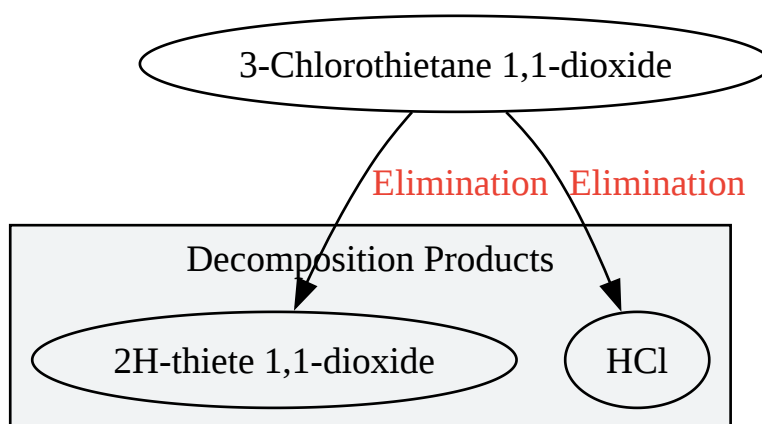 3-Chlorothietane 1,1-dioxide
Elimination
Elimination
Decomposition Products
2H-thiete 1,1-dioxide
HCl